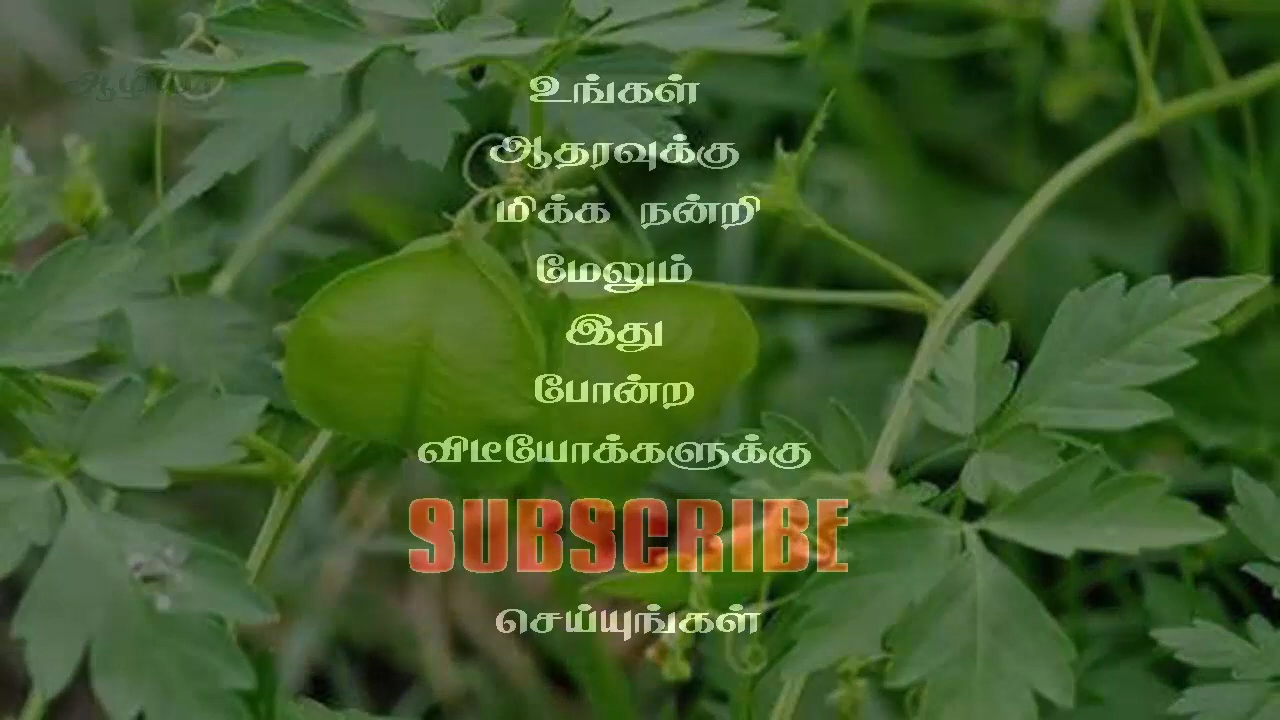 உங்கள்
ஆதரவுக்கு
மிக்க நன்றி
மேலும்
இது
போன்ற
விடீயோக்களுக்கு
SUBSCRIBE
செய்யுங்கள்